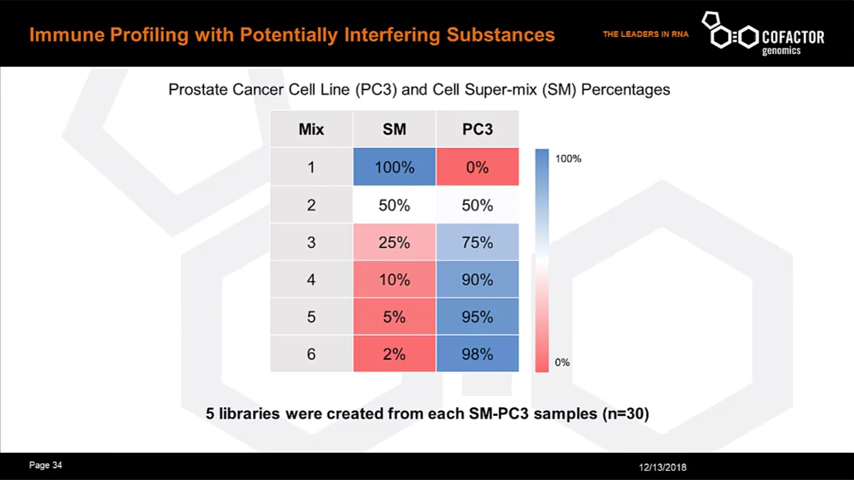 Immune Profiling with Potentially Interfering Substances
THE LEADERS IN RNA
COFACTOR
genomics
Prostate Cancer Cell Line (PC3) and Cell Super-mix (SM) Percentages
Mix SM PC3
1 100% 0%
2 50% 50%
3 25% 75%
4 10% 90%
5 5% 95%
6 2% 98%
100%
0%
5 libraries were created from each SM-PC3 samples (n=30)
Page 34
12/13/2018